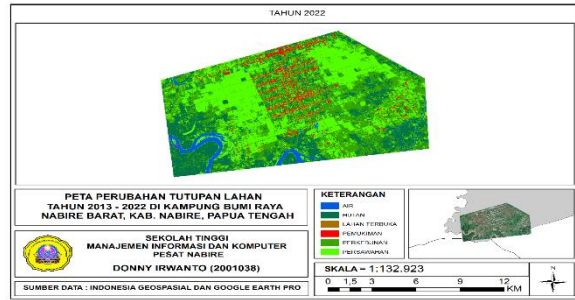 TAHUN 2022
PETA PERUBAHAN TUTUPAN LAHAN
TAHUN 2013 - 2022 DI KAMPUNG BUMI RAYA
NABIRE BARAT, KAB. NABIRE, PAPUA TENGAH
SEKOLAH TINGGI
MANAJEMEN INFORMASI DAN KOMPUTER
PESAT NABIRE
DONNY IRWANTO (2001038)
SUMBER DATA : INDONESIA GEOSPASIAL DAN GOOGLE EARTH PRO
KETERANGAN
AIR
HUTAN
LAHAN TERBUKA
PEMUKIMAN
PERKEBUNAN
PERSAWAHAN
SKALA = 1:132.923
0 1,5 3 6 9 12
KM
N